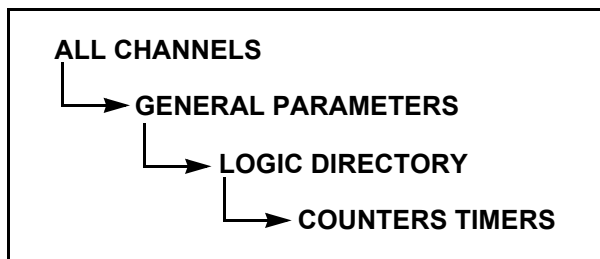 ALL CHANNELS
GENERAL PARAMETERS
LOGIC DIRECTORY
COUNTERS TIMERS